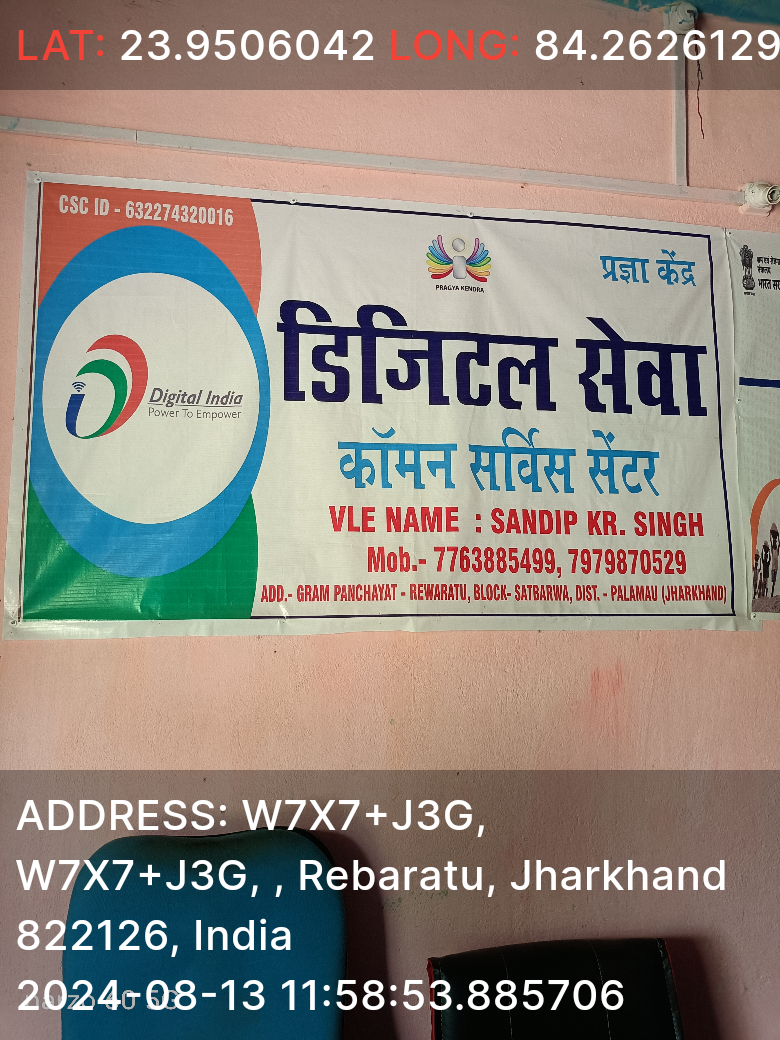 LAT: 23.9506042 LONG: 84.2626129
CSC ID - 632274320016
PRAGYA KENDRA
प्रज्ञा केंद्र
डिजिटल सेवा
Digital India
Power To Empower
कॉमन सर्विस सेंटर
VLE NAME : SANDIP KR. SINGH
Mob.- 7763885499, 7979870529
ADD.- GRAM PANCHAYAT - REWARATU, BLOCK- SATBARWA, DIST. - PALAMAU (JHARKHAND)
ADDRESS: W7X7+J3G,
W7X7+J3G, , Rebaratu, Jharkhand
822126, India
2024-08-13 11:58:53.885706